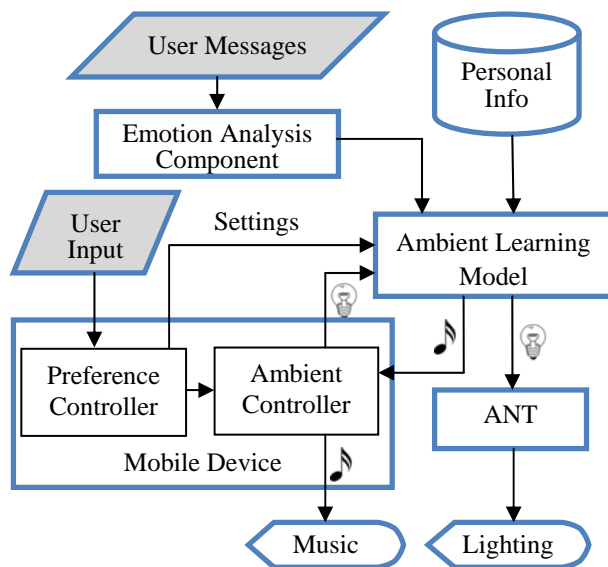 User Messages
Personal
Info
Emotion Analysis
Component
User
Input
Settings
Ambient Learning
Model
Preference
Controller
Ambient
Controller
ANT
Mobile Device
Music
Lighting